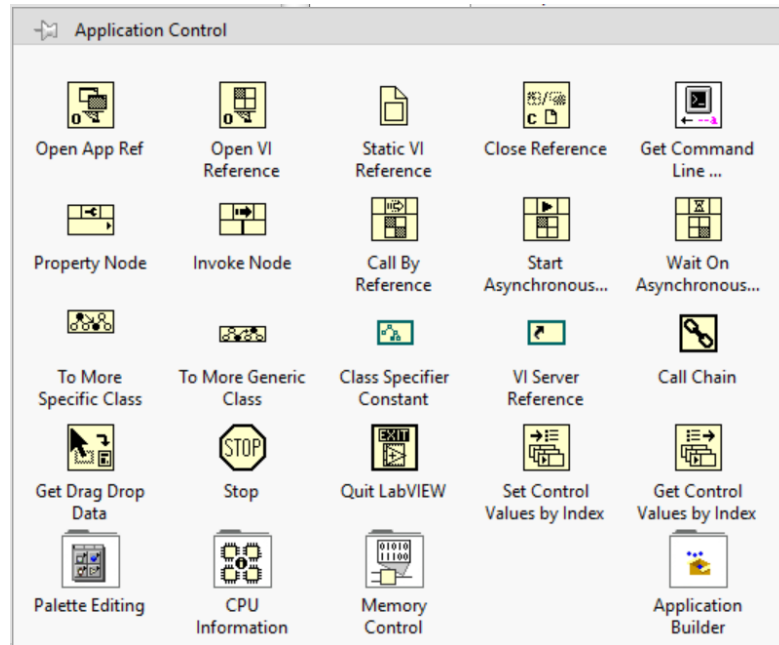 Application Control
Open App Ref
Open VI
Reference
Static VI
Reference
Close Reference
Get Command
Line ...
Property Node
Invoke Node
Call By
Reference
Start
Asynchronous...
Wait On
Asynchronous...
To More
Specific Class
To More Generic
Class
Class Specifier
Constant
VI Server
Reference
Call Chain
Get Drag Drop
Data
STOP
Stop
EXIT
Quit LabVIEW
Set Control
Values by Index
Get Control
Values by Index
Palette Editing
CPU
Information
01010
11100
Memory
Control
Application
Builder